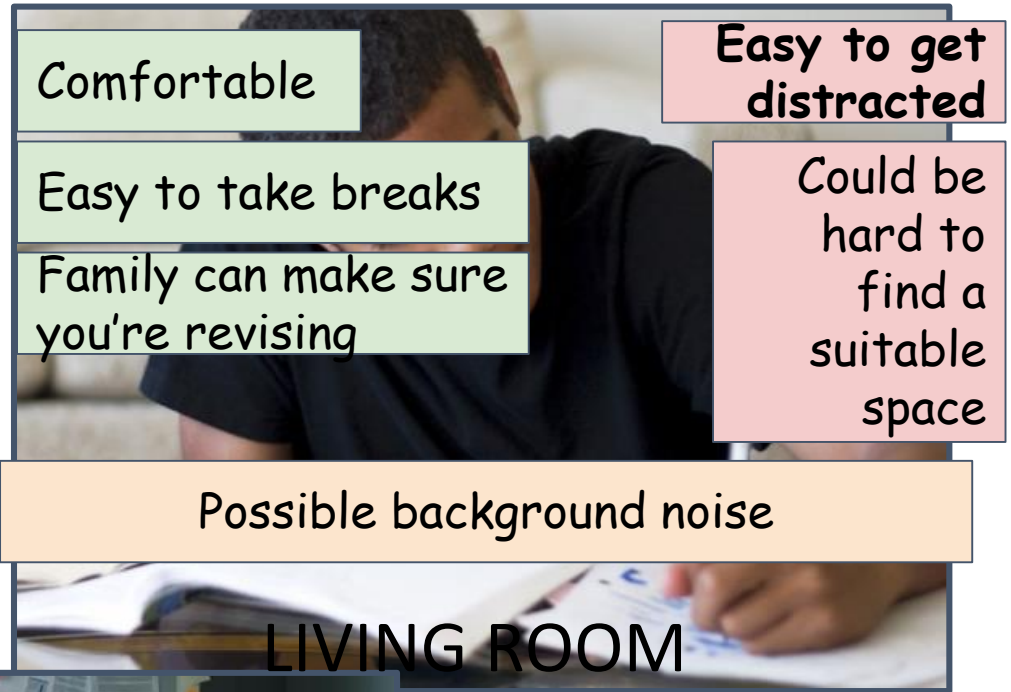 Comfortable
Easy to take breaks
Family can make sure
you're revising
Easy to get
distracted
Could be
hard to
find a
suitable
space
Possible background noise
LIVING ROOM